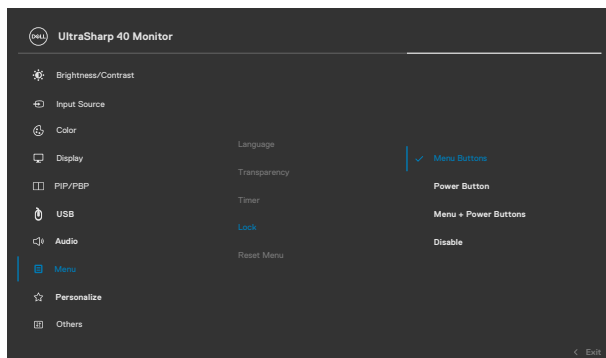 DELL UltraSharp 40 Monitor
Brightness/Contrast
Input Source
Color
Display
PIP/PBP
USB
Audio
Menu
Personalize
Others
Language
Transparency
Timer
Lock
Reset Menu
Menu Buttons
Power Button
Menu + Power Buttons
Disable
Exit